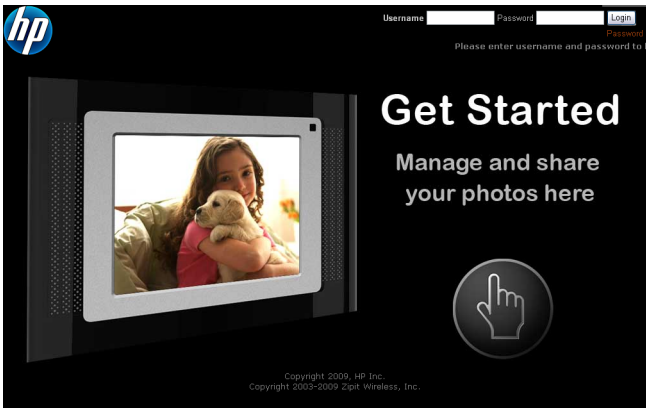 hp
Username Password Login
Password
Please enter username and password to
Get Started
Manage and share
your photos here
Copyright 2009, HP Inc.
Copyright 2003-2009 Zipit Wireless, Inc.